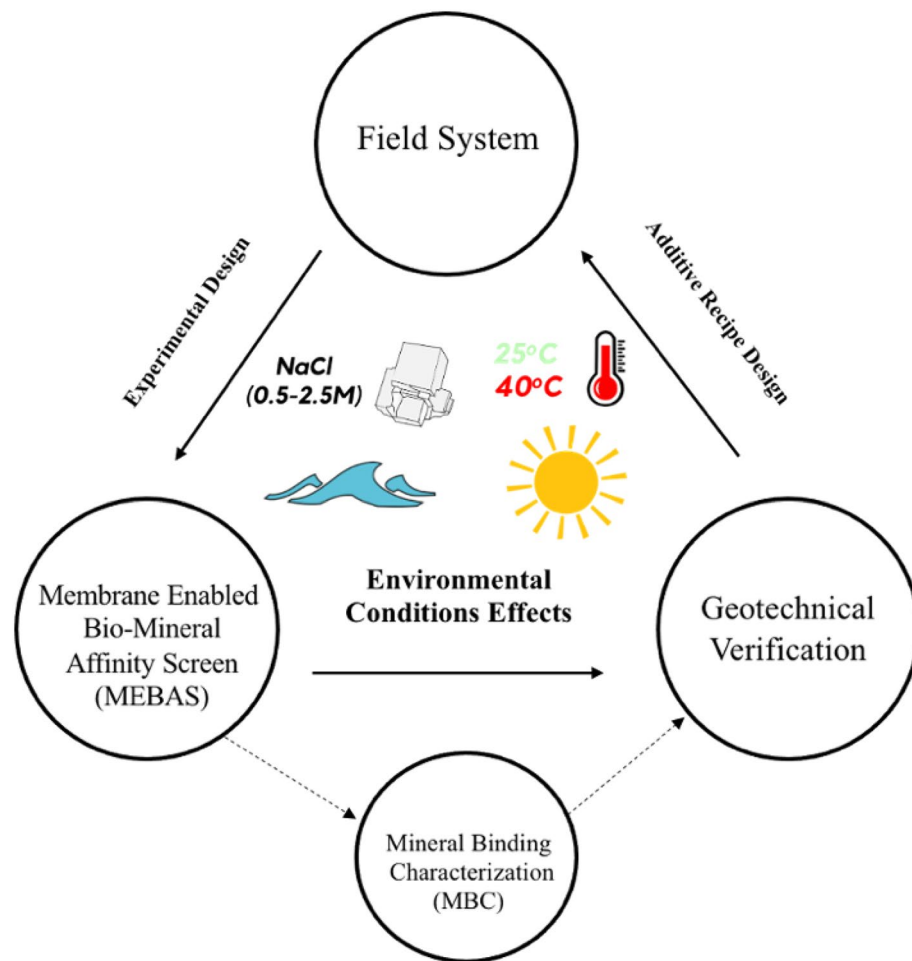 Field System
Experimental Design
Additive Recipe Design
NaCl
(0.5-2.5M)
25°C
40°C
Environmental
Conditions Effects
Membrane Enabled
Bio-Mineral
Affinity Screen
(MEBAS)
Geotechnical
Verification
Mineral Binding
Characterization
(MBC)